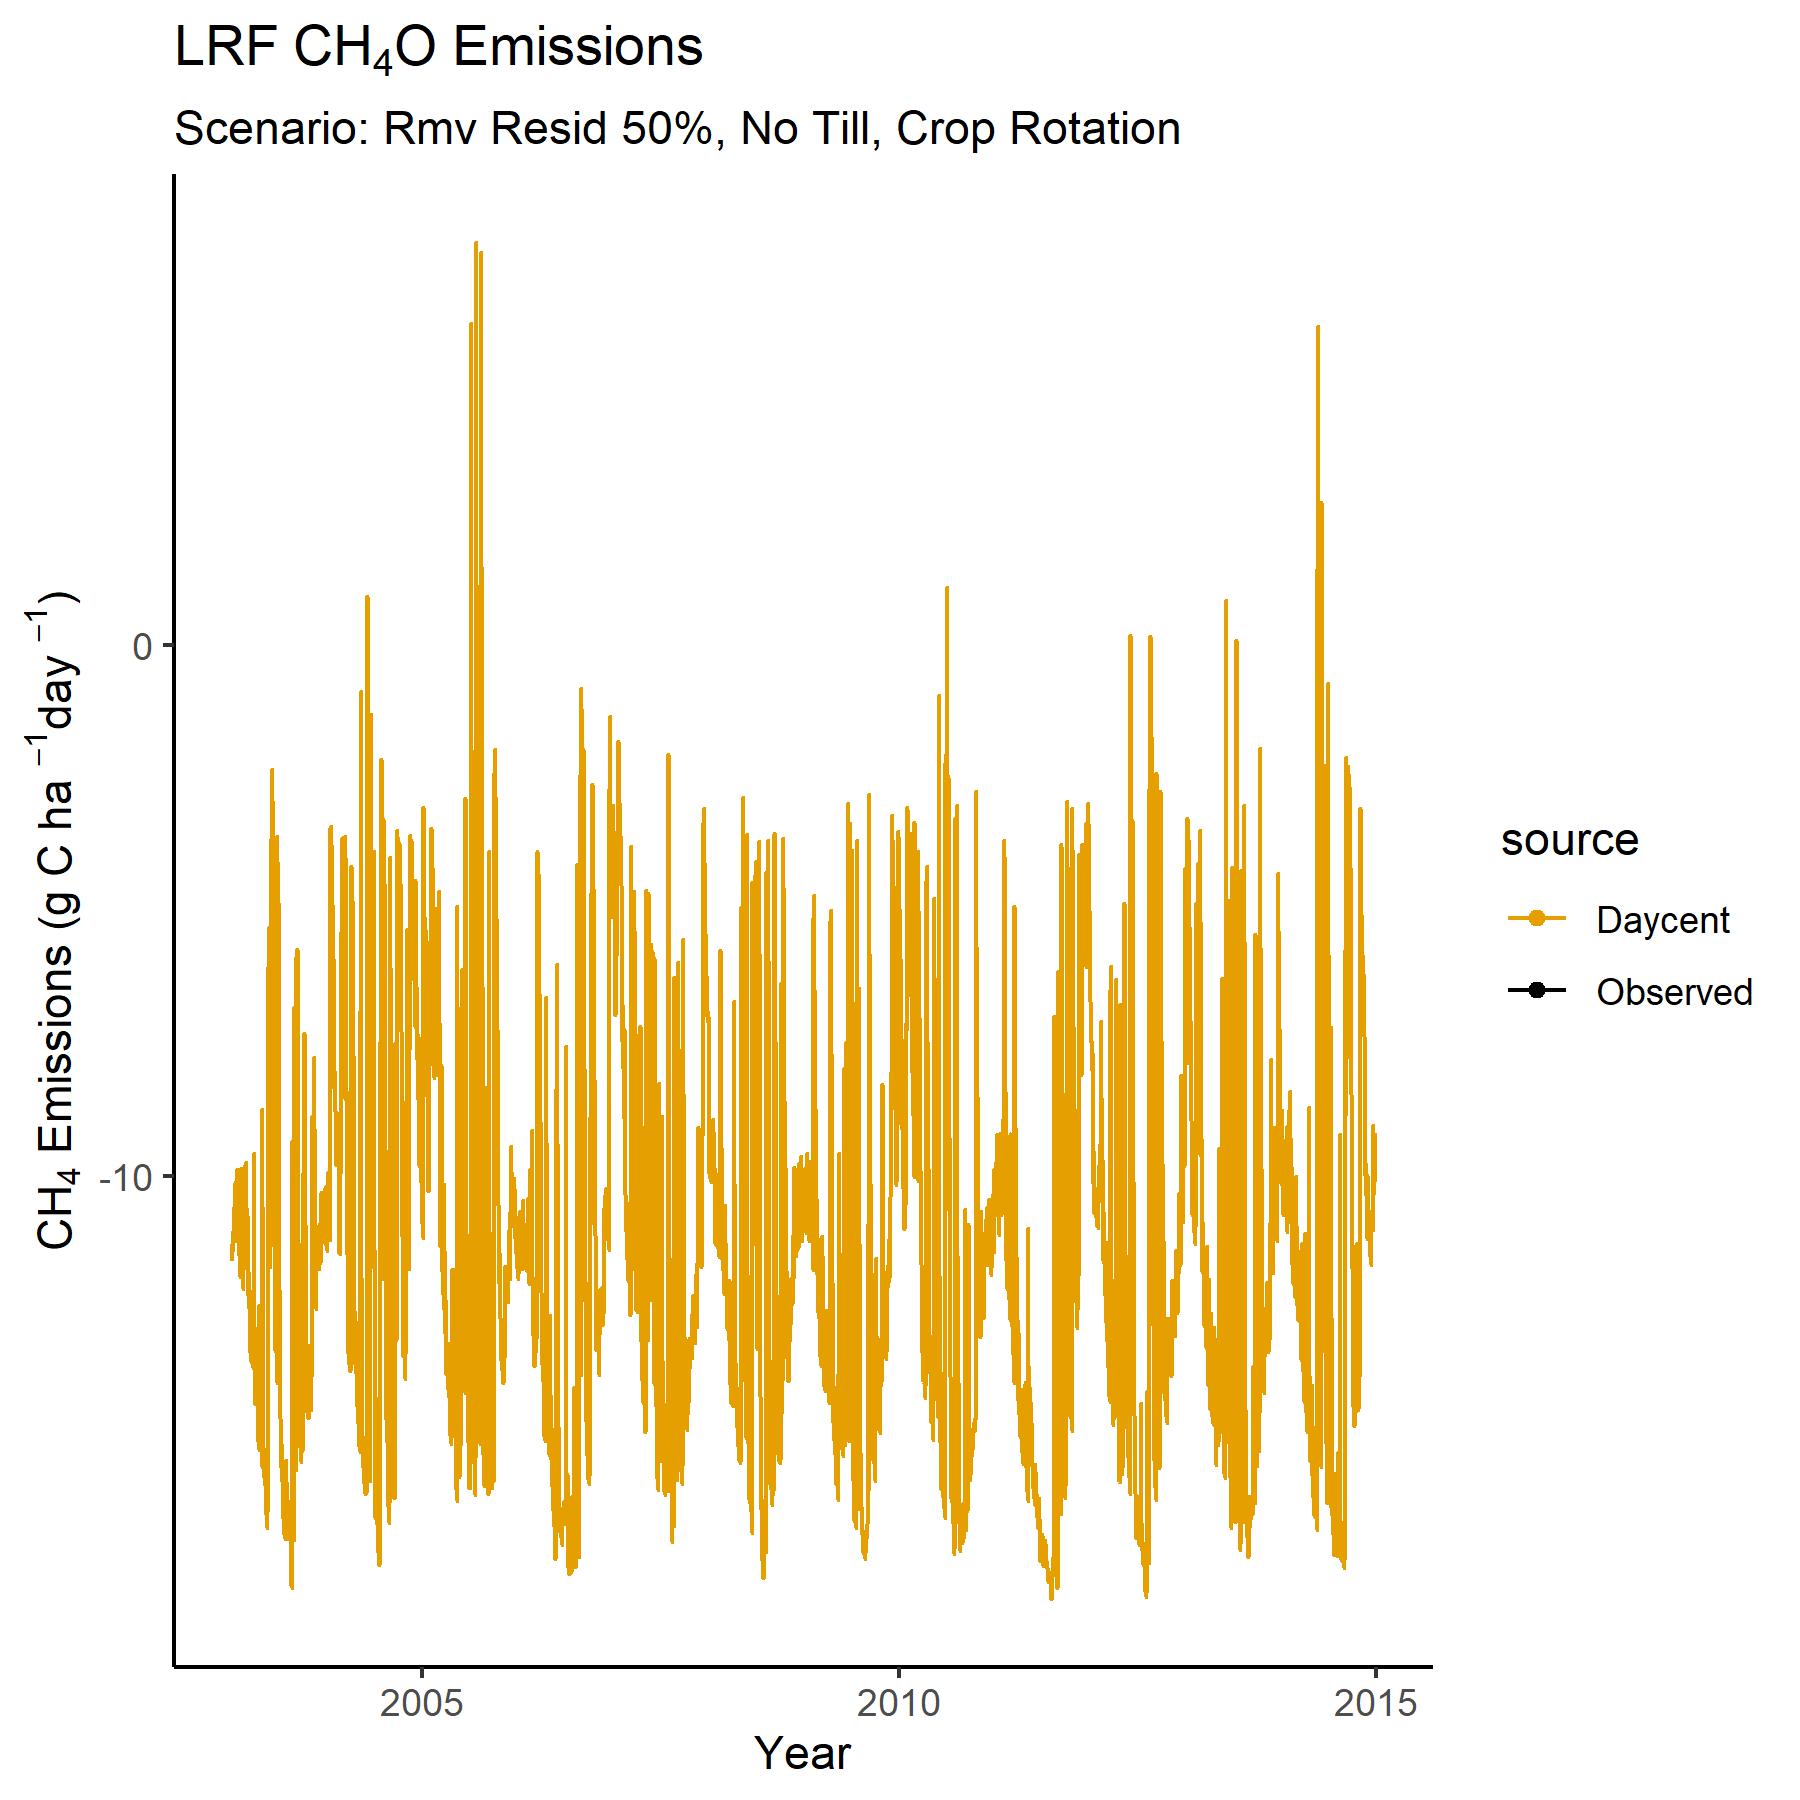 LRF CH₄O Emissions
Scenario: Rmv Resid 50%, No Till, Crop Rotation
CH₄ Emissions (g C ha ⁻¹day ⁻¹)
0
-10
2005
2010
2015
Year
source
Daycent
Observed